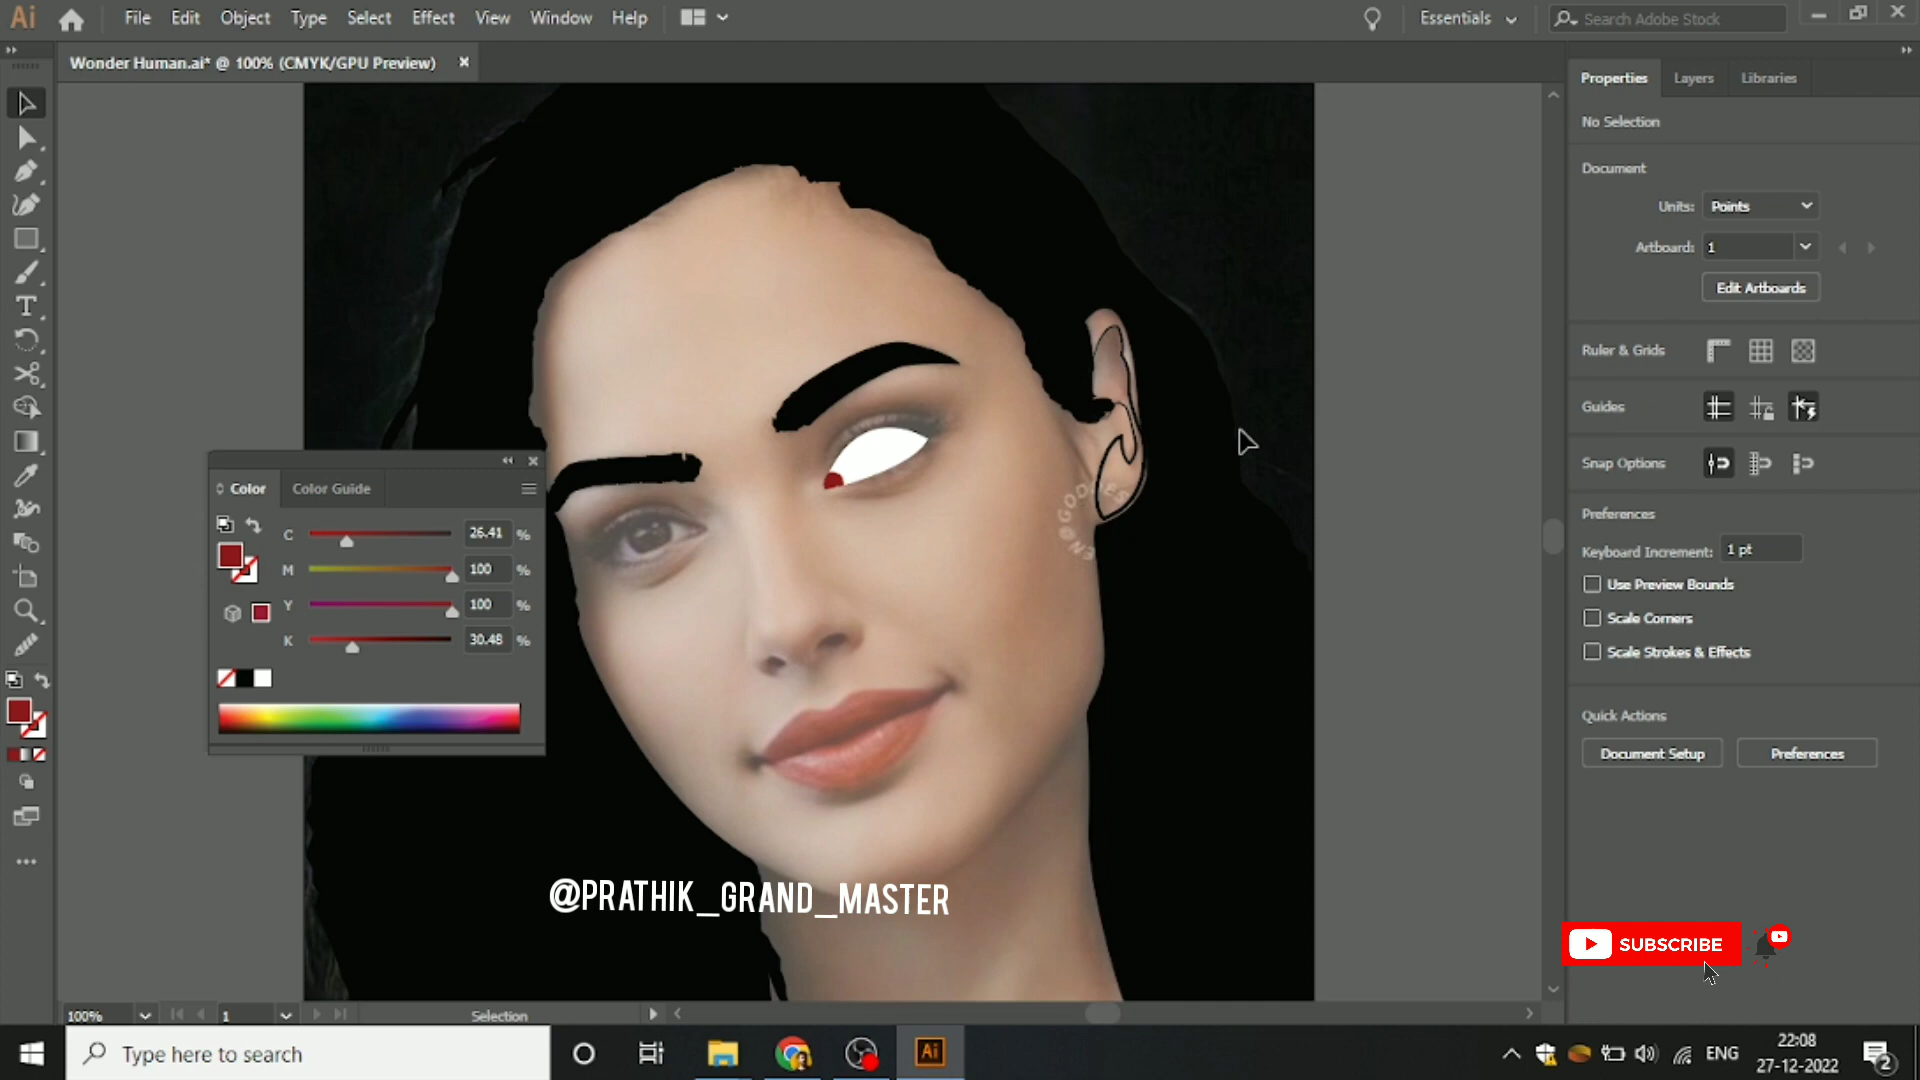 Ai
File Edit Object Type Select Effect View Window Help
Essentials
Search Adobe Stock
Wonder Human.ai* @ 100% (CMYK/GPU Preview)
Properties Layers Libraries
No Selection
Document
Units: Points
Artboard: 1
Edit Artboards
Ruler & Grids
Guides
Snap Options
Preferences
Keyboard Increment: 1 pt
Use Preview Bounds
Scale Corners
Scale Strokes & Effects
Quick Actions
Document Setup Preferences
Color Color Guide
C 26.41 %
M 100 %
Y 100 %
K 30.48 %
@PRATHIK_GRAND_MASTER
SUBSCRIBE
100% 1 Selection
Type here to search
Ai
ENG
22:08
27-12-2022
2